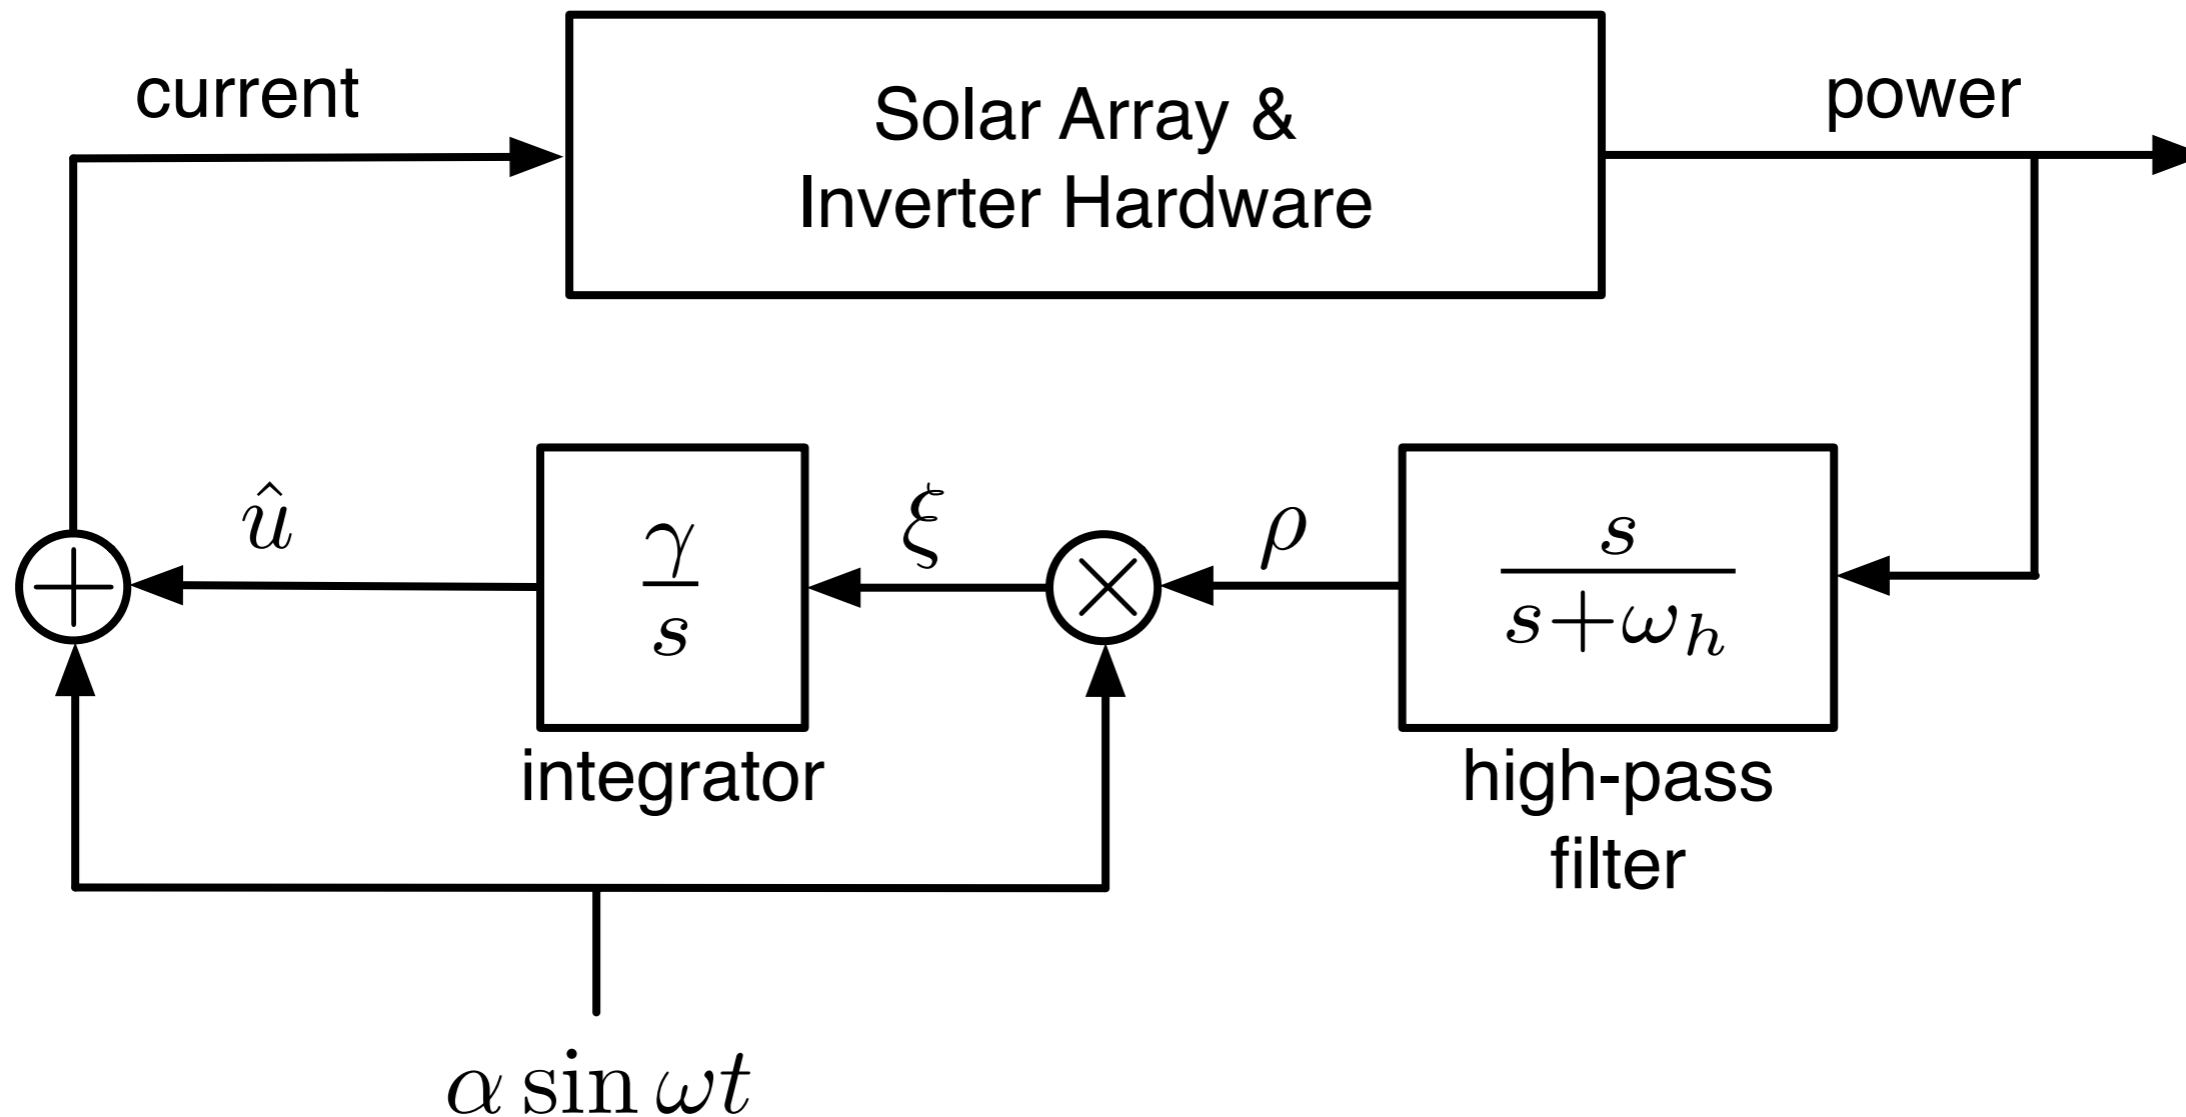 current
Solar Array &
Inverter Hardware
power
û
γ
s
ξ
ρ
s
s+ω_h
integrator
high-pass
filter
α sin ωt